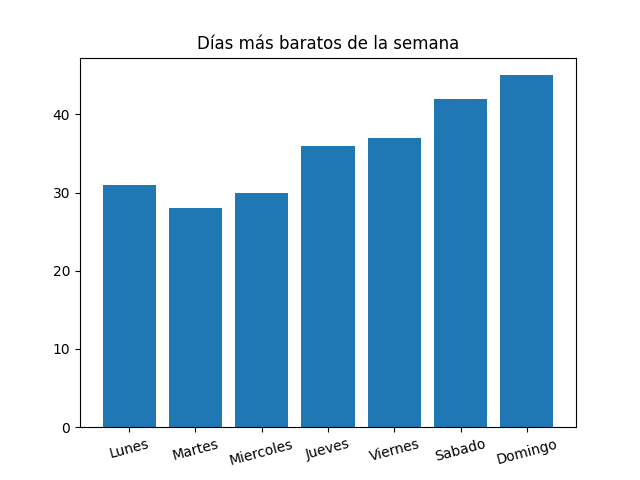 Días más baratos de la semana
40
30
20
10
0
Lunes
Martes
Miercoles
Jueves
Viernes
Sabado
Domingo